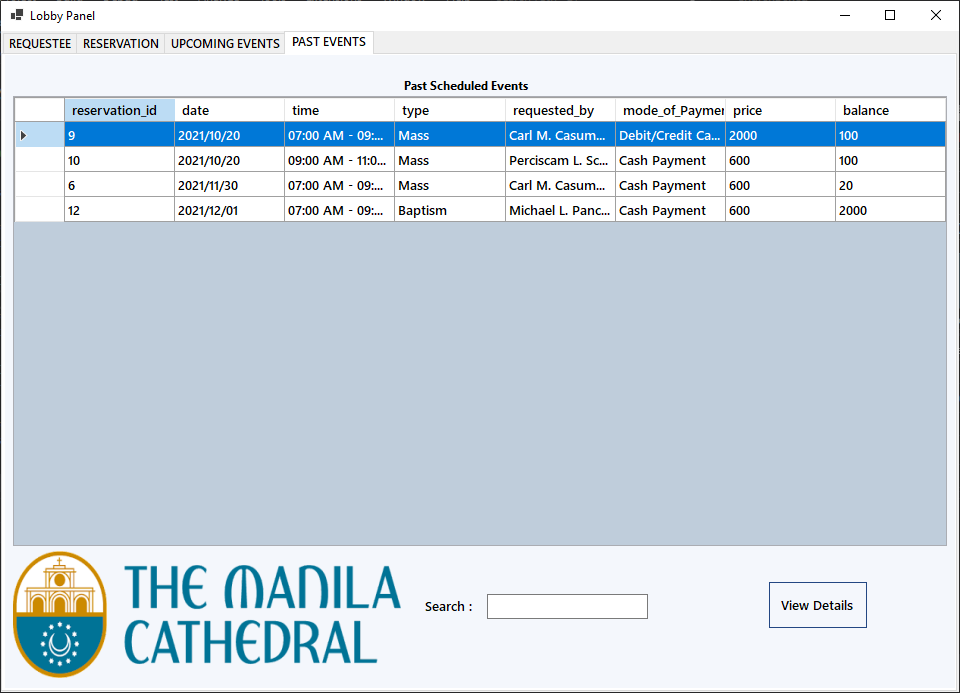 Lobby Panel
REQUESTEE RESERVATION UPCOMING EVENTS PAST EVENTS
Past Scheduled Events
reservation_id date time type requested_by mode_of_Paymer price balance
9 2021/10/20 07:00 AM - 09:... Mass Carl M. Casum... Debit/Credit Ca... 2000 100
10 2021/10/20 09:00 AM - 11:0... Mass Perciscam L. Sc... Cash Payment 600 100
6 2021/11/30 07:00 AM - 09:... Mass Carl M. Casum... Cash Payment 600 20
12 2021/12/01 07:00 AM - 09:... Baptism Michael L. Panc... Cash Payment 600 2000
THE MANILA
CATHEDRAL
Search :
View Details